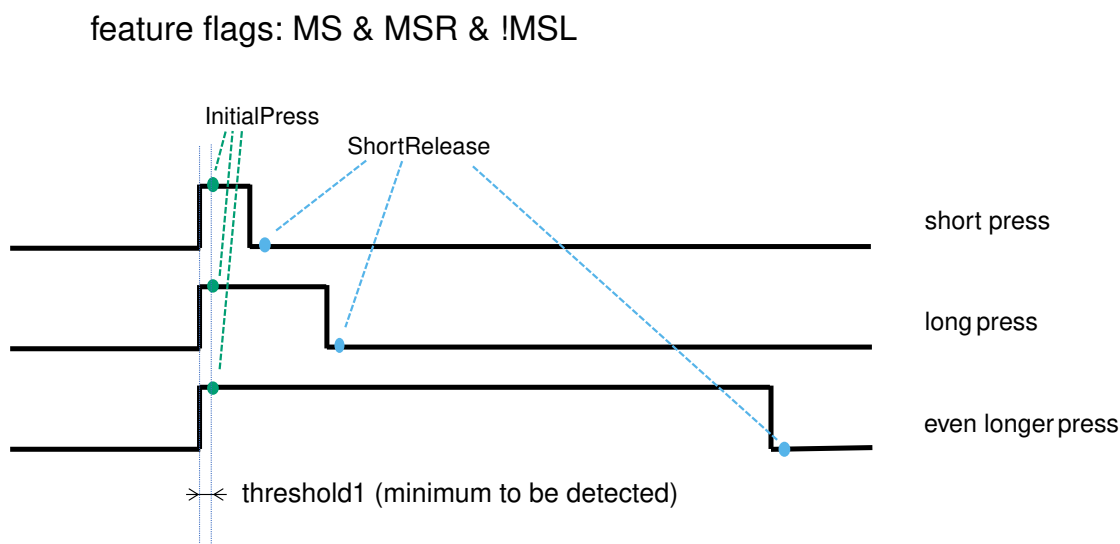 feature flags: MS & MSR & !MSL
InitialPress
ShortRelease
short press
long press
even longer press
threshold1 (minimum to be detected)